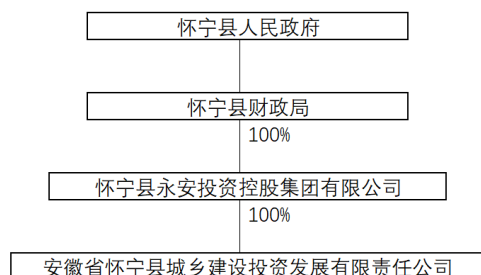 怀宁县人民政府
怀宁县财政局
100%
怀宁县永安投资控股集团有限公司
100%
安徽省怀宁县城乡建设投资发展有限责任公司